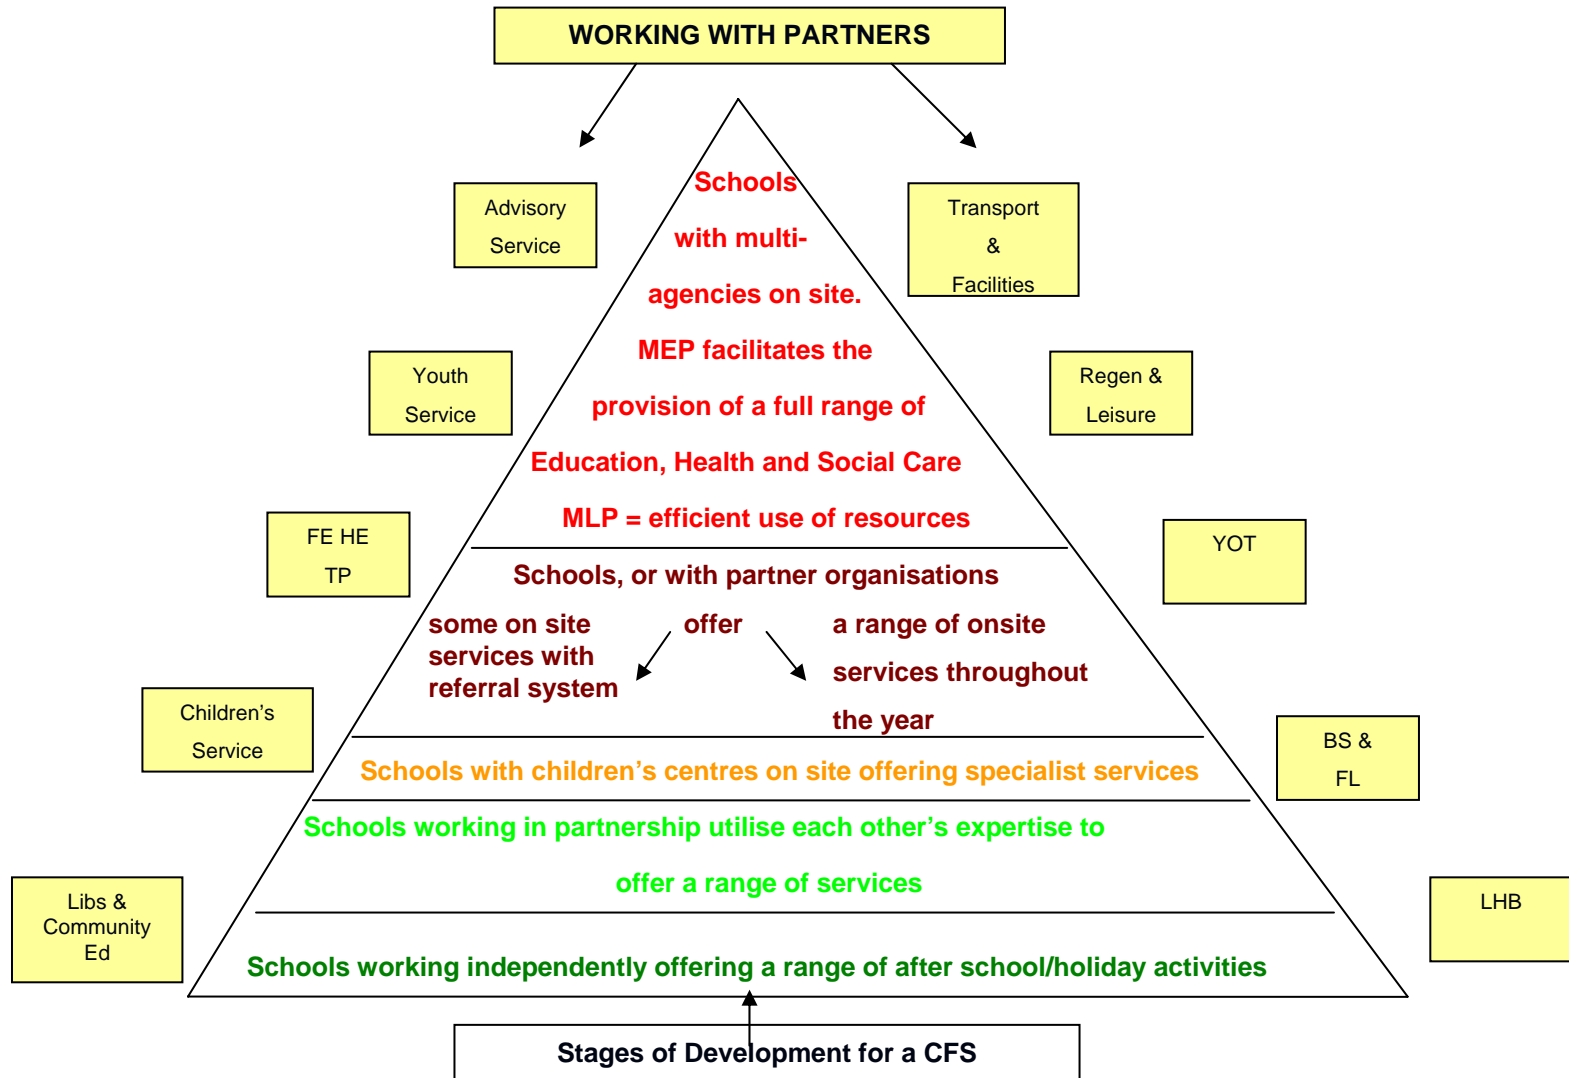 WORKING WITH PARTNERS
Advisory
Service
Transport
&
Facilities
Schools
with multi-
agencies on site.
MEP facilitates the
provision of a full range of
Education, Health and Social Care
MLP = efficient use of resources
Youth
Service
Regen &
Leisure
FE HE
TP
YOT
Schools, or with partner organisations
some on site
services with
referral system
offer
a range of onsite
services throughout
the year
Children’s
Service
BS &
FL
Schools with children’s centres on site offering specialist services
Schools working in partnership utilise each other’s expertise to
offer a range of services
Libs &
Community
Ed
LHB
Schools working independently offering a range of after school/holiday activities
Stages of Development for a CFS